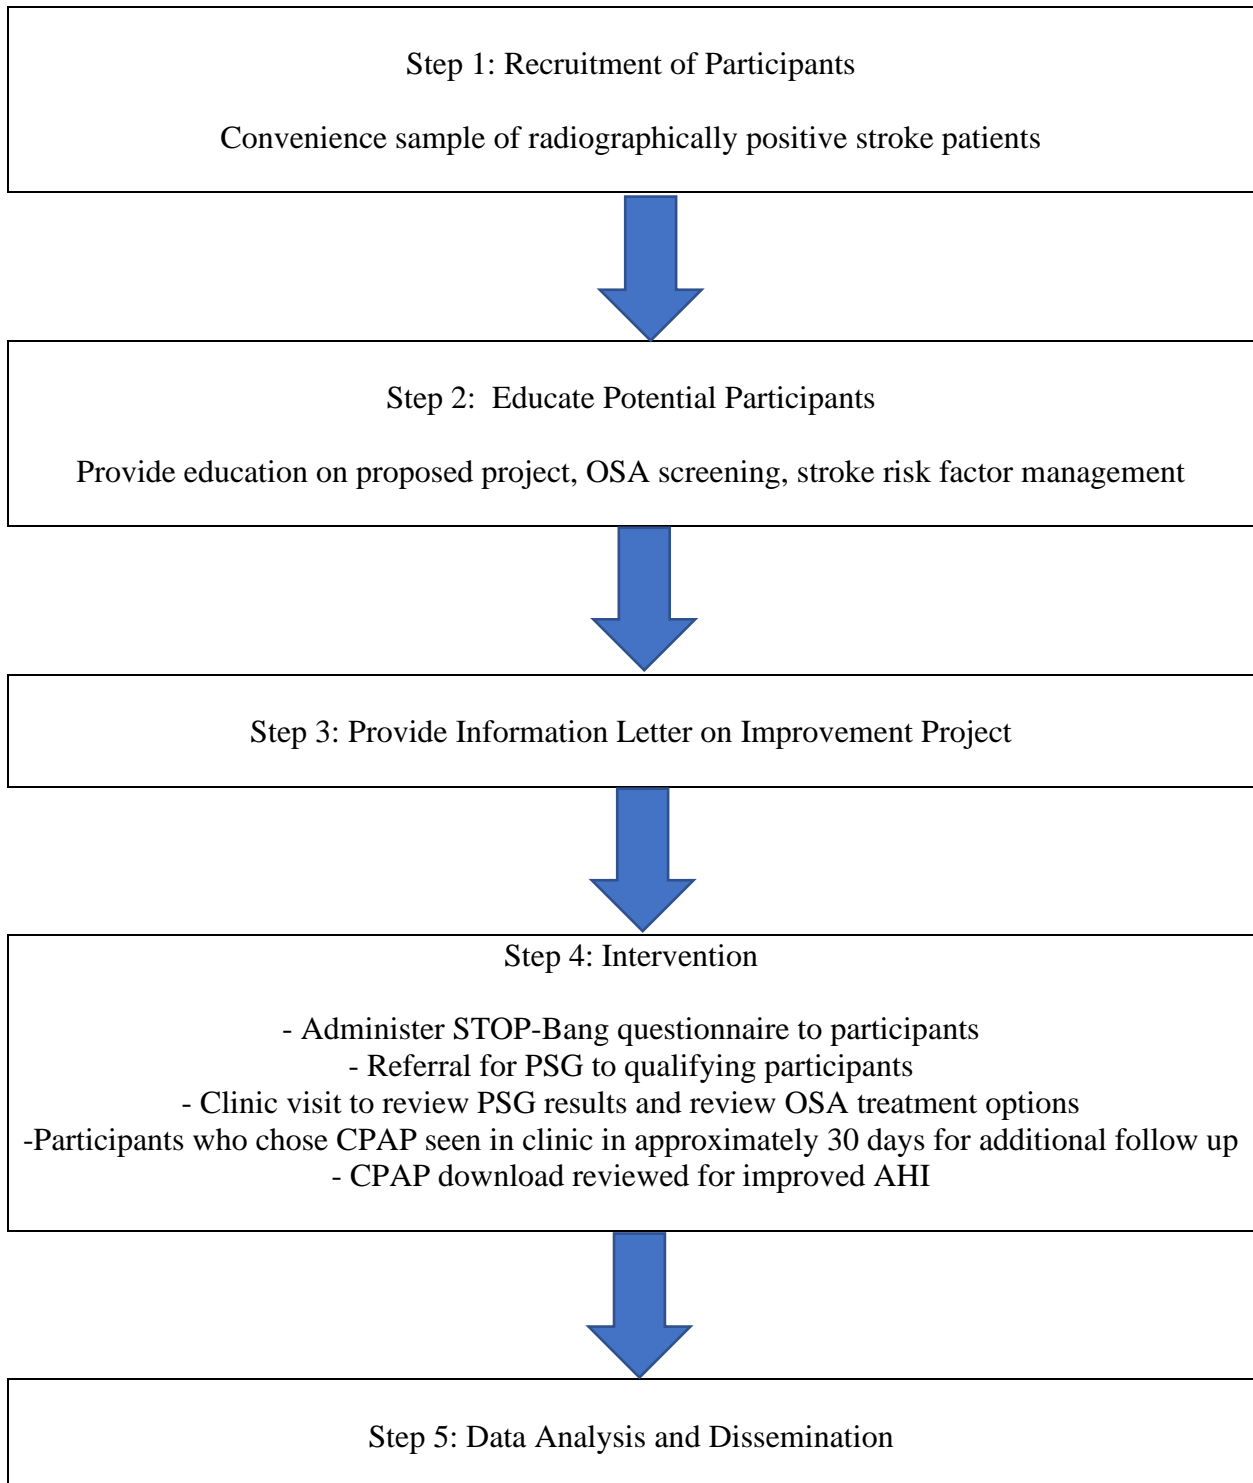 Step 1: Recruitment of Participants
Convenience sample of radiographically positive stroke patients
Step 2:  Educate Potential Participants
Provide education on proposed project, OSA screening, stroke risk factor management
Step 3: Provide Information Letter on Improvement Project
Step 4: Intervention
- Administer STOP-Bang questionnaire to participants
- Referral for PSG to qualifying participants
- Clinic visit to review PSG results and review OSA treatment options
-Participants who chose CPAP seen in clinic in approximately 30 days for additional follow up
- CPAP download reviewed for improved AHI
Step 5: Data Analysis and Dissemination